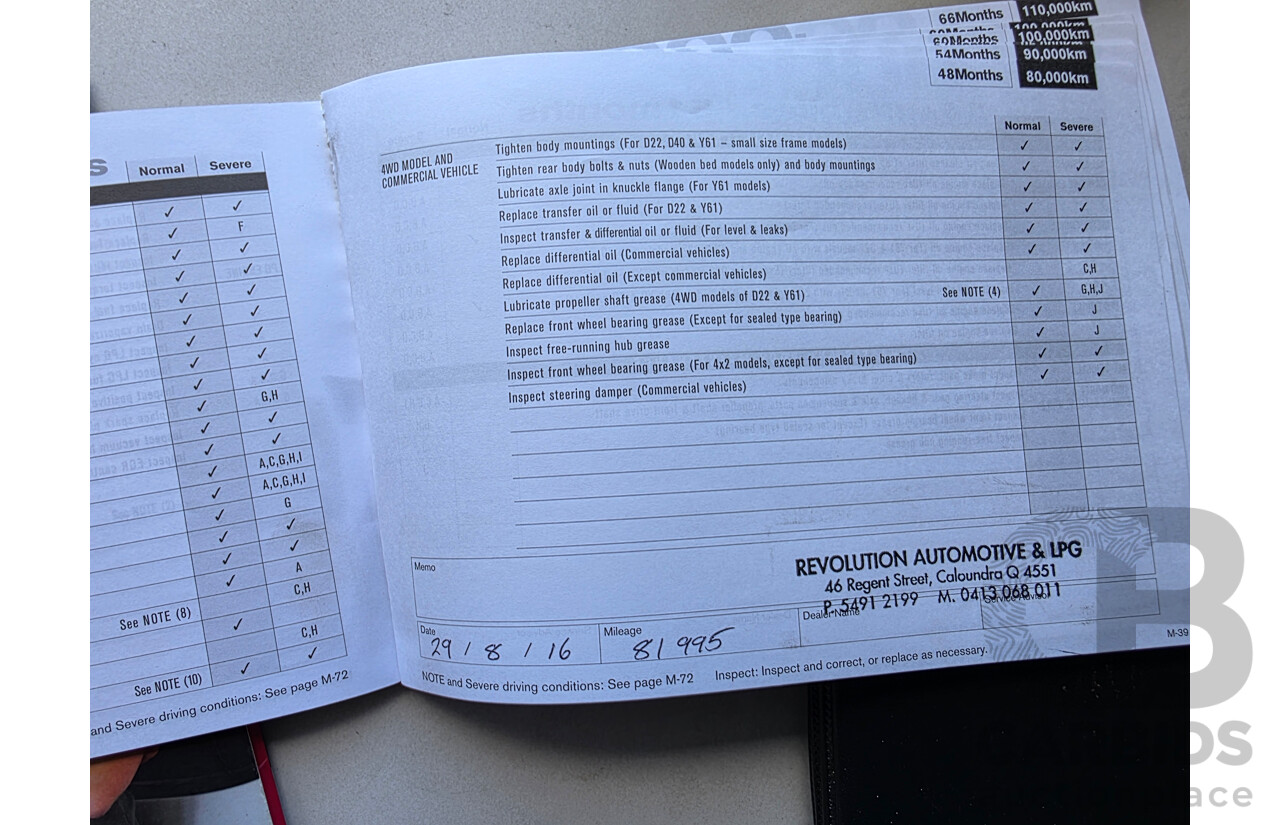 S Normal Severe
✓ ✓
✓ F
✓ ✓
✓ ✓
✓ ✓
✓ ✓
✓ ✓
✓ ✓
✓ ✓
✓ G,H
✓ ✓
✓ ✓
✓ A,C,G,H,I
✓ A,C,G,H,I
✓ G
✓ ✓
✓ ✓
✓ A
C,H
See NOTE (8) ✓
C,H
See NOTE (10) ✓ ✓
and Severe driving conditions: See page M-72
66Months 110,000km
60Months 100,000km
54Months 90,000km
48Months 80,000km
Normal Severe
4WD MODEL AND
COMMERCIAL VEHICLE
Tighten body mountings (For D22, D40 & Y61 – small size frame models) ✓ ✓
Tighten rear body bolts & nuts (Wooden bed models only) and body mountings ✓ ✓
Lubricate axle joint in knuckle flange (For Y61 models) ✓ ✓
Replace transfer oil or fluid (For D22 & Y61) ✓ ✓
Inspect transfer & differential oil or fluid (For level & leaks) ✓ ✓
Replace differential oil (Commercial vehicles) ✓ ✓
Replace differential oil (Except commercial vehicles) C,H
Lubricate propeller shaft grease (4WD models of D22 & Y61) See NOTE (4) ✓ G,H,J
Replace front wheel bearing grease (Except for sealed type bearing) ✓ J
Inspect free-running hub grease ✓ J
Inspect front wheel bearing grease (For 4x2 models, except for sealed type bearing) ✓ ✓
Inspect steering damper (Commercial vehicles) ✓ ✓
Memo
REVOLUTION AUTOMOTIVE & LPG
46 Regent Street, Caloundra Q 4551
P. 5491 2199 M. 0413 068 011
Dealer Name Service Advisor
Date Mileage
29 / 8 / 16 81 995
NOTE and Severe driving conditions: See page M-72 Inspect: Inspect and correct, or replace as necessary.
M-39